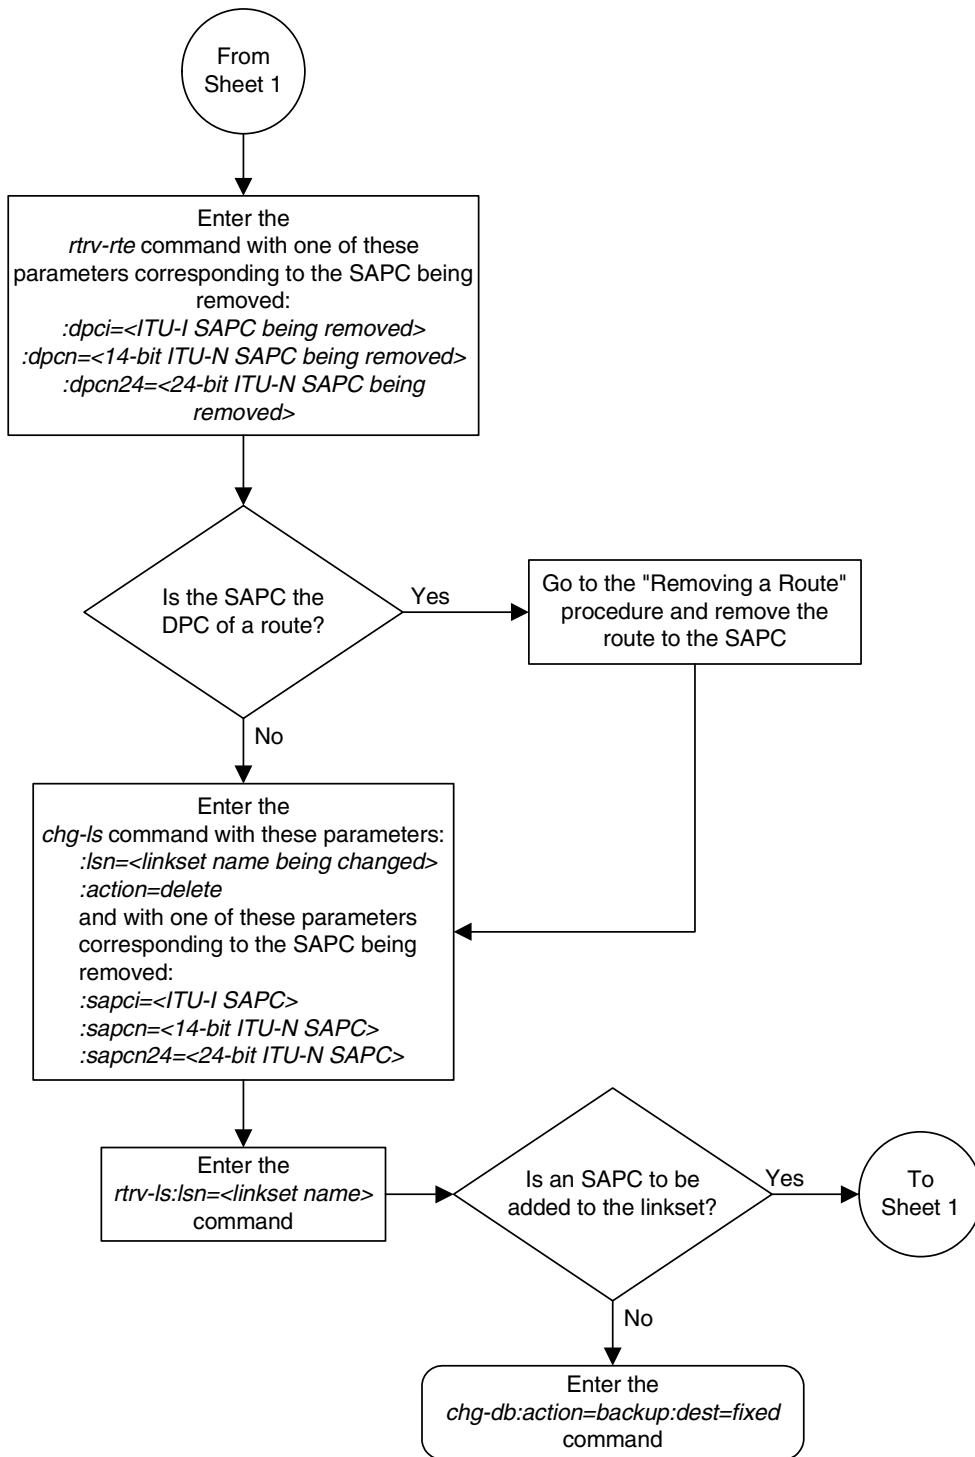 From
Sheet 1
Enter the
rtrv-rte command with one of these
parameters corresponding to the SAPC being
removed:
:dpci=<ITU-I SAPC being removed>
:dpcn=<14-bit ITU-N SAPC being removed>
:dpcn24=<24-bit ITU-N SAPC being
removed>
Is the SAPC the
DPC of a route?
Yes
Go to the "Removing a Route"
procedure and remove the
route to the SAPC
No
Enter the
chg-ls command with these parameters:
:lsn=<linkset name being changed>
:action=delete
and with one of these parameters
corresponding to the SAPC being
removed:
:sapci=<ITU-I SAPC>
:sapcn=<14-bit ITU-N SAPC>
:sapcn24=<24-bit ITU-N SAPC>
Enter the
rtrv-ls:lsn=<linkset name>
command
Is an SAPC to be
added to the linkset?
Yes
To
Sheet 1
No
Enter the
chg-db:action=backup:dest=fixed
command